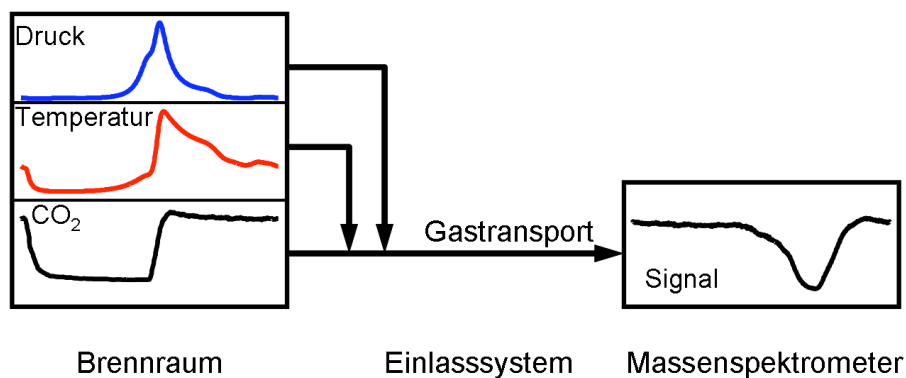 Druck
Temperatur
CO₂
Gastransport
Signal
Brennraum
Einlasssystem
Massenspektrometer